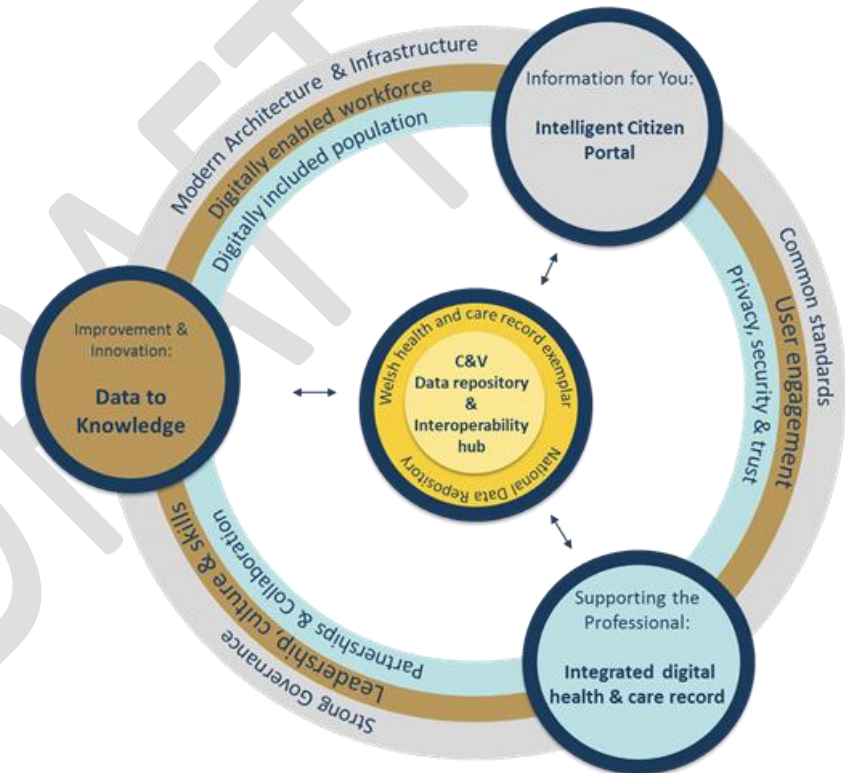 DRAFT
Modern Architecture & Infrastructure
Digitally enabled workforce
Digitally included population
Information for You:
Intelligent Citizen
Portal
Common standards
User engagement
Privacy, security & trust
Improvement &
Innovation:
Data to
Knowledge
Welsh health and care record exemplar
C&V
Data repository
&
Interoperability
hub
National Data Repository
Supporting the
Professional:
Integrated digital
health & care record
Partnerships & Collaboration
Leadership, culture & skills
Strong Governance